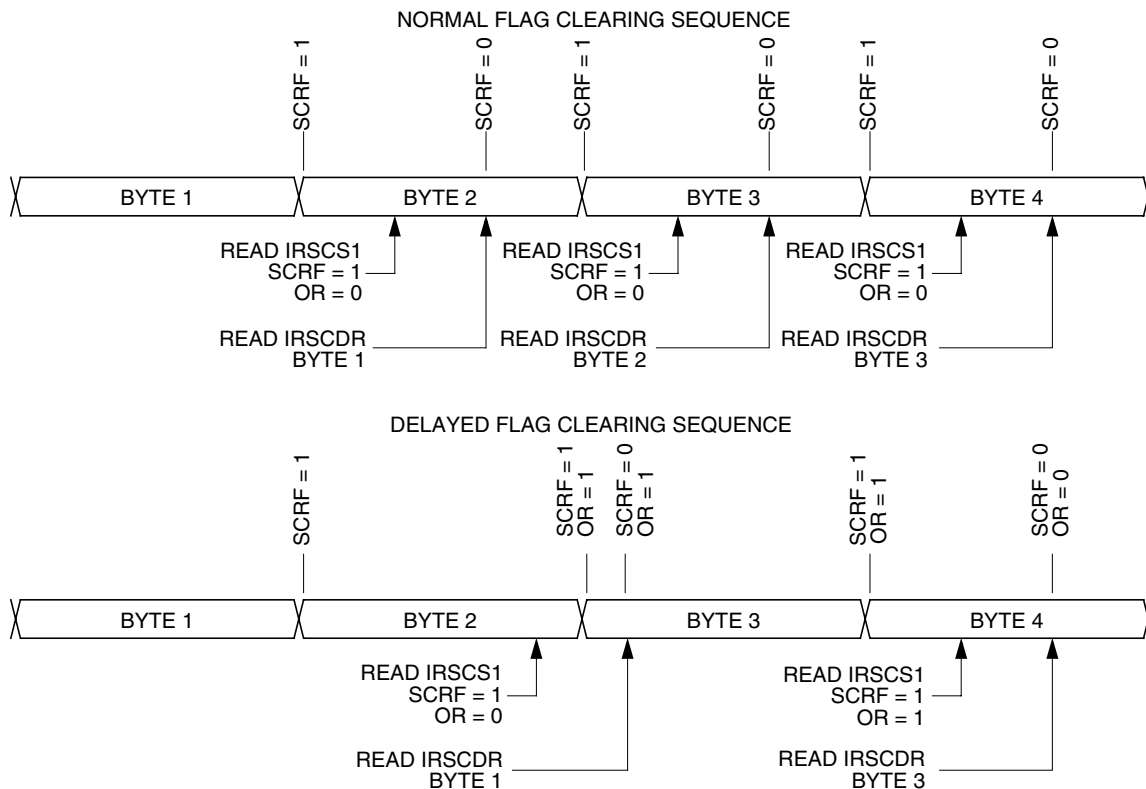 NORMAL FLAG CLEARING SEQUENCE
SCRF = 1
SCRF = 0
SCRF = 1
SCRF = 0
SCRF = 1
SCRF = 0
BYTE 1
BYTE 2
BYTE 3
BYTE 4
READ IRSCS1
SCRF = 1
OR = 0
READ IRSCS1
SCRF = 1
OR = 0
READ IRSCS1
SCRF = 1
OR = 0
READ IRSCDR
BYTE 1
READ IRSCDR
BYTE 2
READ IRSCDR
BYTE 3
DELAYED FLAG CLEARING SEQUENCE
SCRF = 1
SCRF = 1
OR = 1
SCRF = 0
OR = 1
SCRF = 1
OR = 1
SCRF = 0
OR = 0
BYTE 1
BYTE 2
BYTE 3
BYTE 4
READ IRSCS1
SCRF = 1
OR = 0
READ IRSCS1
SCRF = 1
OR = 1
READ IRSCDR
BYTE 1
READ IRSCDR
BYTE 3